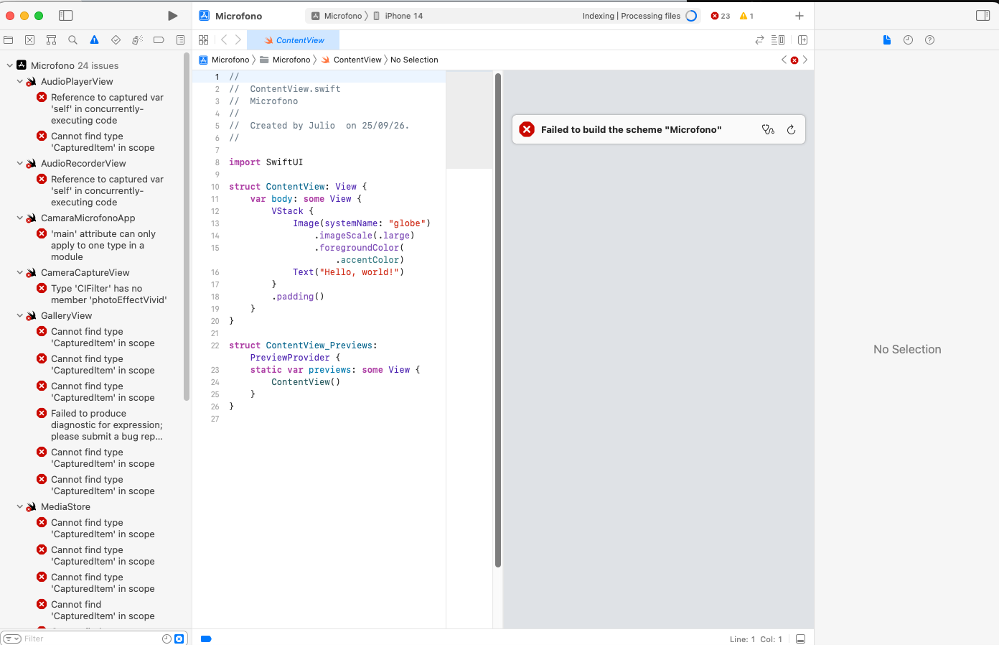 Microfono
Microfono
iPhone 14
Indexing | Processing files
23
1
ContentView
Microfono
Microfono
ContentView
No Selection
Microfono 24 issues
AudioPlayerView
Reference to captured var
'self' in concurrently-
executing code
Cannot find type
'CapturedItem' in scope
AudioRecorderView
Reference to captured var
'self' in concurrently-
executing code
CamaraMicrofonoApp
'main' attribute can only
apply to one type in a
module
CameraCaptureView
Type 'CIFilter' has no
member 'photoEffectVivid'
GalleryView
Cannot find type
'CapturedItem' in scope
Cannot find type
'CapturedItem' in scope
Cannot find type
'CapturedItem' in scope
Failed to produce
diagnostic for expression;
please submit a bug rep...
Cannot find type
'CapturedItem' in scope
Cannot find type
'CapturedItem' in scope
MediaStore
Cannot find type
'CapturedItem' in scope
Cannot find type
'CapturedItem' in scope
Cannot find type
'CapturedItem' in scope
Cannot find
'CapturedItem' in scope
Filter
1 //
2 //  ContentView.swift
3 //  Microfono
4 //
5 //  Created by Julio  on 25/09/26.
6 //
7
8 import SwiftUI
9
10 struct ContentView: View {
11     var body: some View {
12         VStack {
13             Image(systemName: "globe")
14                 .imageScale(.large)
15                 .foregroundColor(
.accentColor)
16             Text("Hello, world!")
17         }
18         .padding()
19     }
20 }
21
22 struct ContentView_Previews:
PreviewProvider {
23     static var previews: some View {
24         ContentView()
25     }
26 }
27
Failed to build the scheme "Microfono"
No Selection
Line: 1 Col: 1